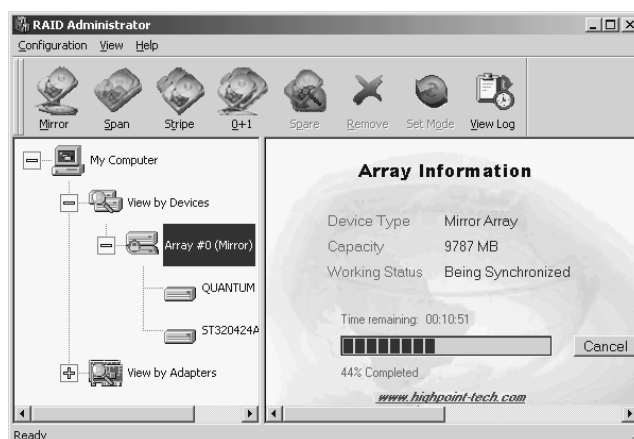 RAID Administrator
Configuration View Help
Mirror Span Stripe 0+1 Spare Remove Set Mode View Log
My Computer
View by Devices
Array #0 (Mirror)
QUANTUM
ST320424A
View by Adapters
Array Information
Device Type Mirror Array
Capacity 9787 MB
Working Status Being Synchronized
Time remaining: 00:10:51
Cancel
44% Completed
www.highpoint-tech.com
Ready